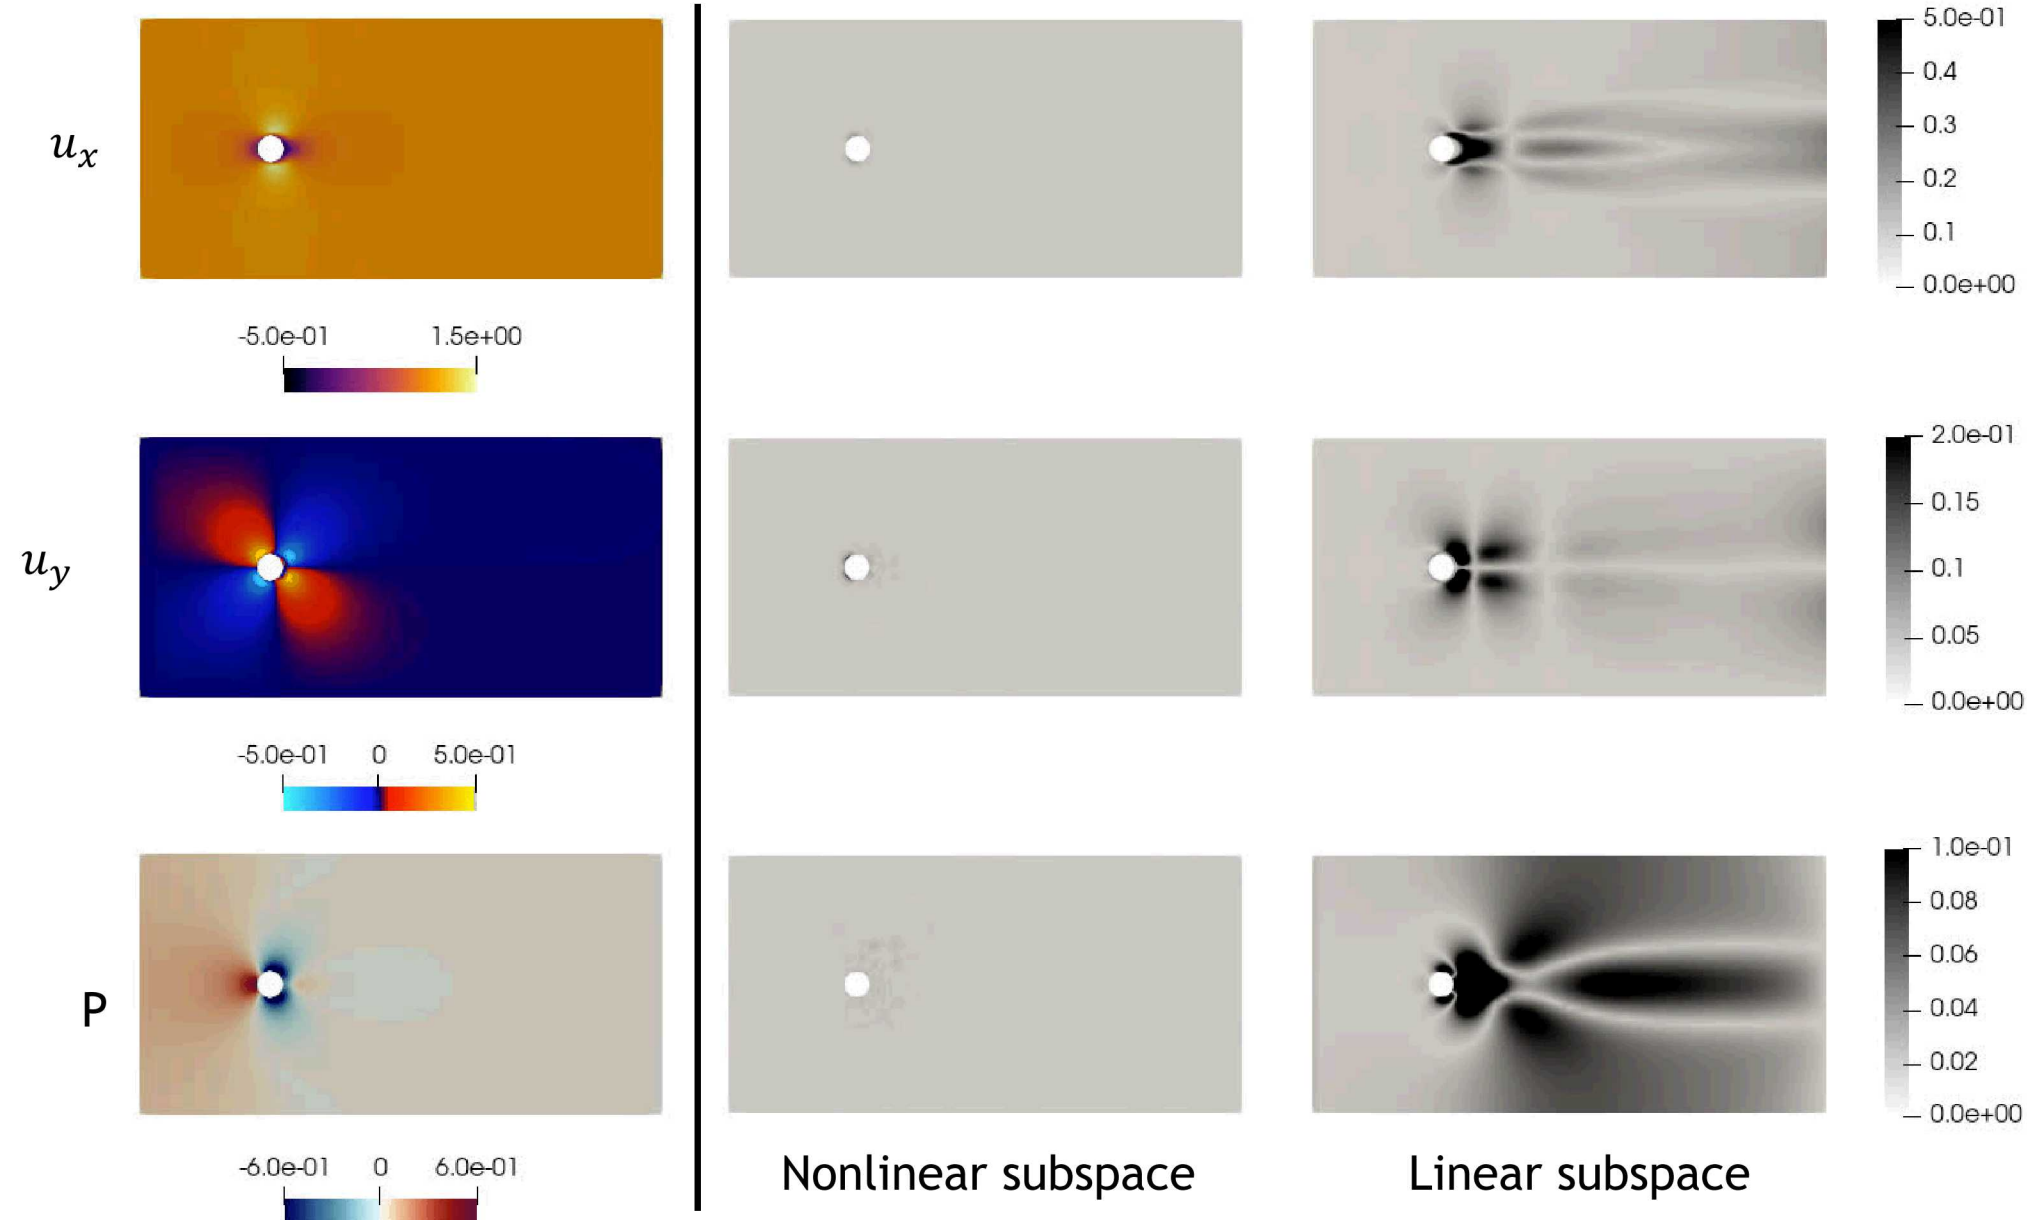 5.0e-01
0.4
0.3
0.2
0.1
0.0e+00
u_x
-5.0e-01 1.5e+00
2.0e-01
0.15
0.1
0.05
0.0e+00
u_y
-5.0e-01 0 5.0e-01
1.0e-01
0.08
0.06
0.04
0.02
0.0e+00
P
-6.0e-01 0 6.0e-01
Nonlinear subspace
Linear subspace